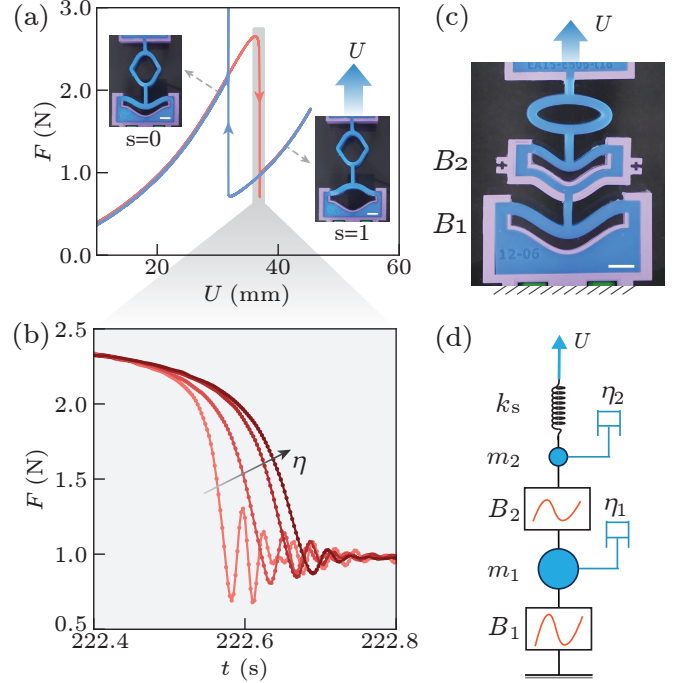 (a)
3.0
2.0
1.0
0.0
F (N)
20
40
60
U (mm)
s=0
U
s=1
(b)
2.5
2.0
1.5
1.0
0.5
F (N)
η
222.4
222.6
222.8
t (s)
(c)
U
B2
B1
12-06
(d)
U
η₂
kₛ
m₂
B₂
η₁
m₁
B₁